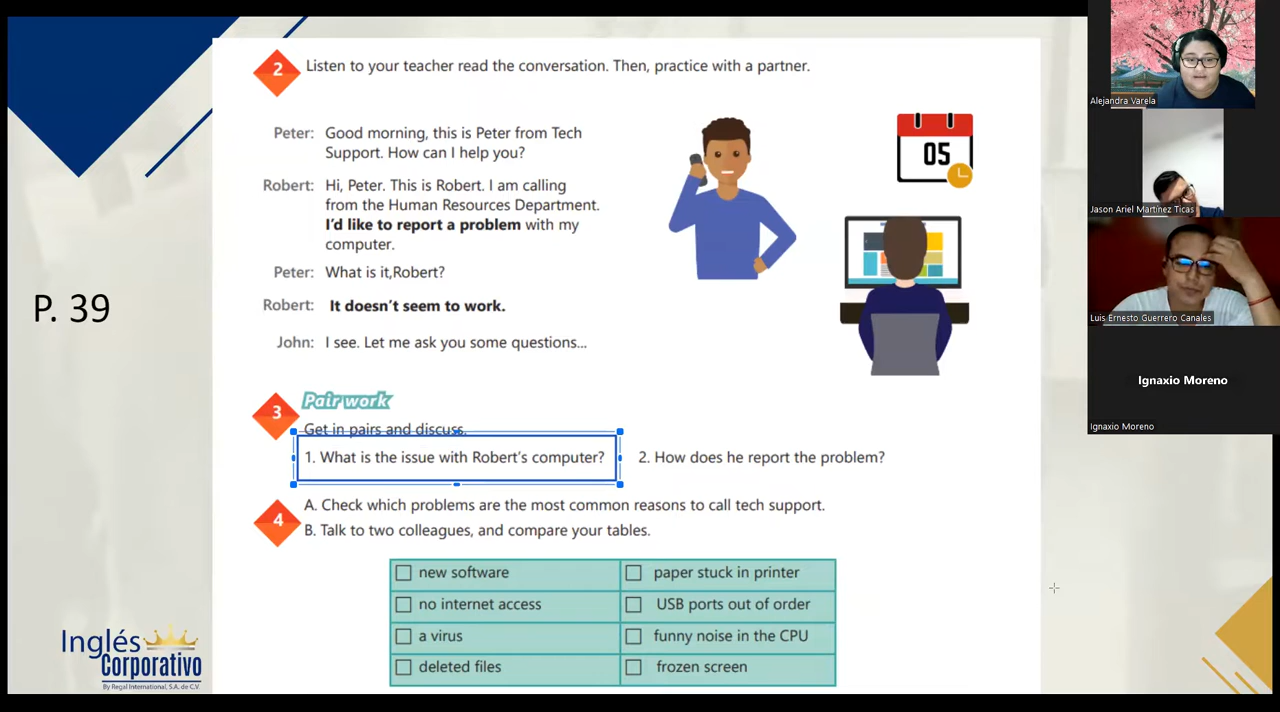 2
Listen to your teacher read the conversation. Then, practice with a partner.
Peter: Good morning, this is Peter from Tech
Support. How can I help you?
Robert: Hi, Peter. This is Robert. I am calling
from the Human Resources Department.
I'd like to report a problem with my
computer.
Peter: What is it,Robert?
Robert: It doesn't seem to work.
John: I see. Let me ask you some questions...
05
P. 39
3
Pair work
Get in pairs and discuss.
1. What is the issue with Robert's computer?
2. How does he report the problem?
4
A. Check which problems are the most common reasons to call tech support.
B. Talk to two colleagues, and compare your tables.
new software
paper stuck in printer
no internet access
USB ports out of order
a virus
funny noise in the CPU
deleted files
frozen screen
Inglés
Corporativo
By Regal International, S.A. de C.V.
Alejandra Varela
Jason Ariel Martínez Ticas
Luis Ernesto Guerrero Canales
Ignaxio Moreno
Ignaxio Moreno